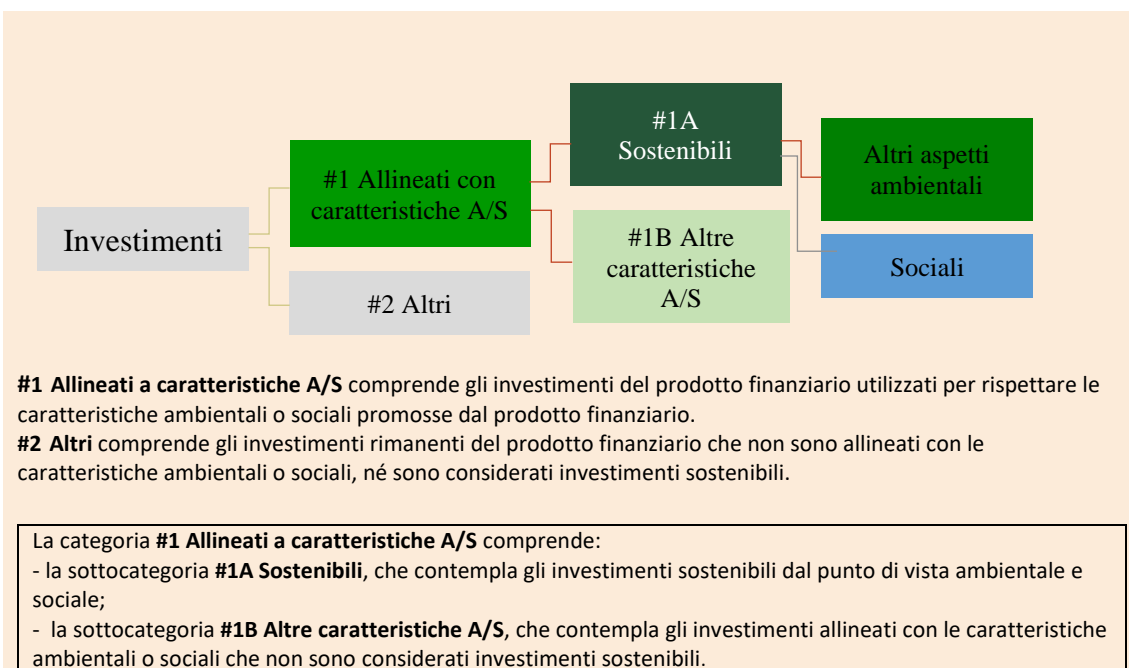 #1A
Sostenibili
Altri aspetti
ambientali
#1 Allineati con
caratteristiche A/S
Investimenti
#1B Altre
caratteristiche
A/S
Sociali
#2 Altri
#1 Allineati a caratteristiche A/S comprende gli investimenti del prodotto finanziario utilizzati per rispettare le
caratteristiche ambientali o sociali promosse dal prodotto finanziario.
#2 Altri comprende gli investimenti rimanenti del prodotto finanziario che non sono allineati con le
caratteristiche ambientali o sociali, né sono considerati investimenti sostenibili.
La categoria #1 Allineati a caratteristiche A/S comprende:
- la sottocategoria #1A Sostenibili, che contempla gli investimenti sostenibili dal punto di vista ambientale e
sociale;
- la sottocategoria #1B Altre caratteristiche A/S, che contempla gli investimenti allineati con le caratteristiche
ambientali o sociali che non sono considerati investimenti sostenibili.